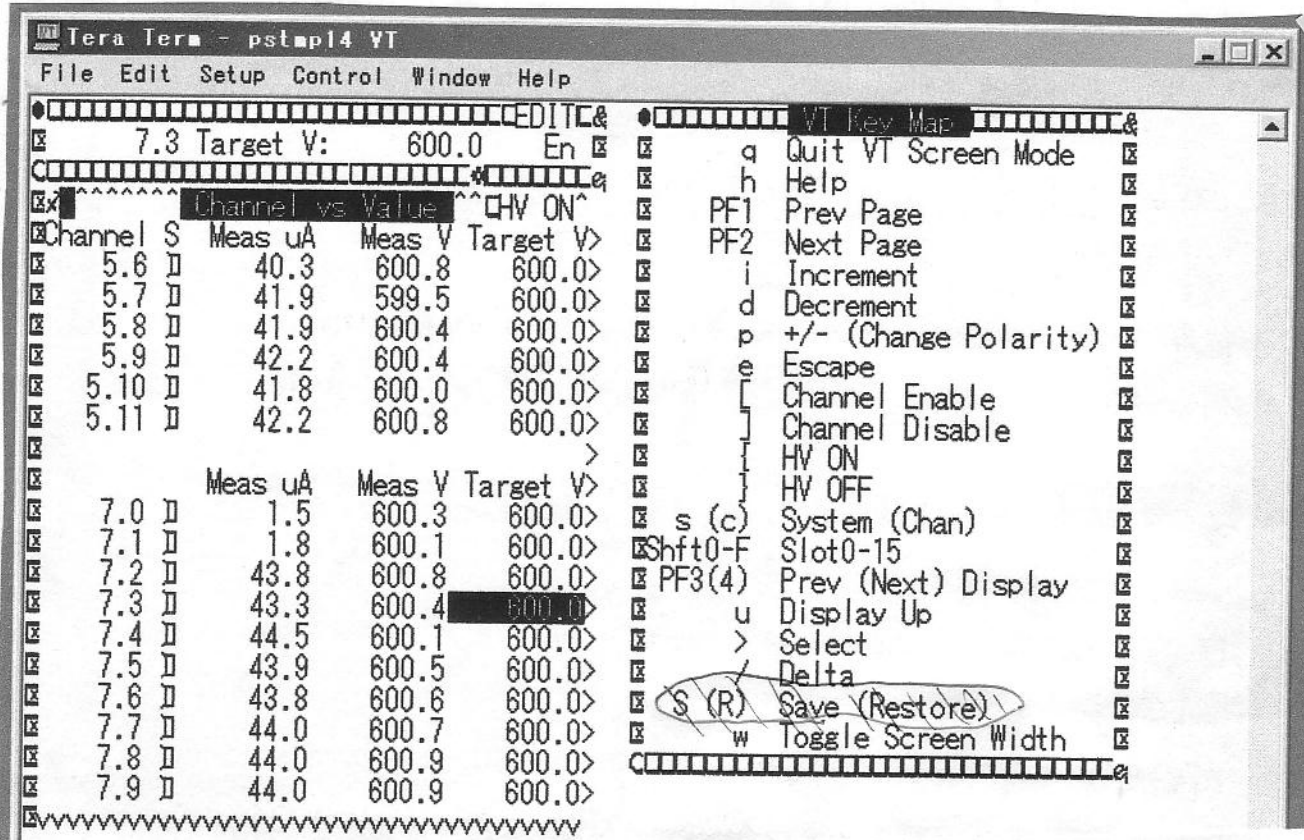 Tera Term - pstmp14 VT
File Edit Setup Control Window Help
EDIT
7.3 Target V: 600.0 En
Channel vs Value HV ON^
Channel S Meas uA Meas V Target V>
5.6 D 40.3 600.8 600.0>
5.7 D 41.9 599.5 600.0>
5.8 D 41.9 600.4 600.0>
5.9 D 42.2 600.4 600.0>
5.10 D 41.8 600.0 600.0>
5.11 D 42.2 600.8 600.0>
>
Meas uA Meas V Target V>
7.0 D 1.5 600.3 600.0>
7.1 D 1.8 600.1 600.0>
7.2 D 43.8 600.8 600.0>
7.3 D 43.3 600.4 600.0>
7.4 D 44.5 600.1 600.0>
7.5 D 43.9 600.5 600.0>
7.6 D 43.8 600.6 600.0>
7.7 D 44.0 600.7 600.0>
7.8 D 44.0 600.9 600.0>
7.9 D 44.0 600.9 600.0>
VT Key Map
q Quit VT Screen Mode
h Help
PF1 Prev Page
PF2 Next Page
i Increment
d Decrement
p +/- (Change Polarity)
e Escape
[ Channel Enable
] Channel Disable
{ HV ON
} HV OFF
s (c) System (Chan)
Shft0-F Slot0-15
PF3(4) Prev (Next) Display
u Display Up
> Select
/ Delta
S (R) Save (Restore)
w Toggle Screen Width